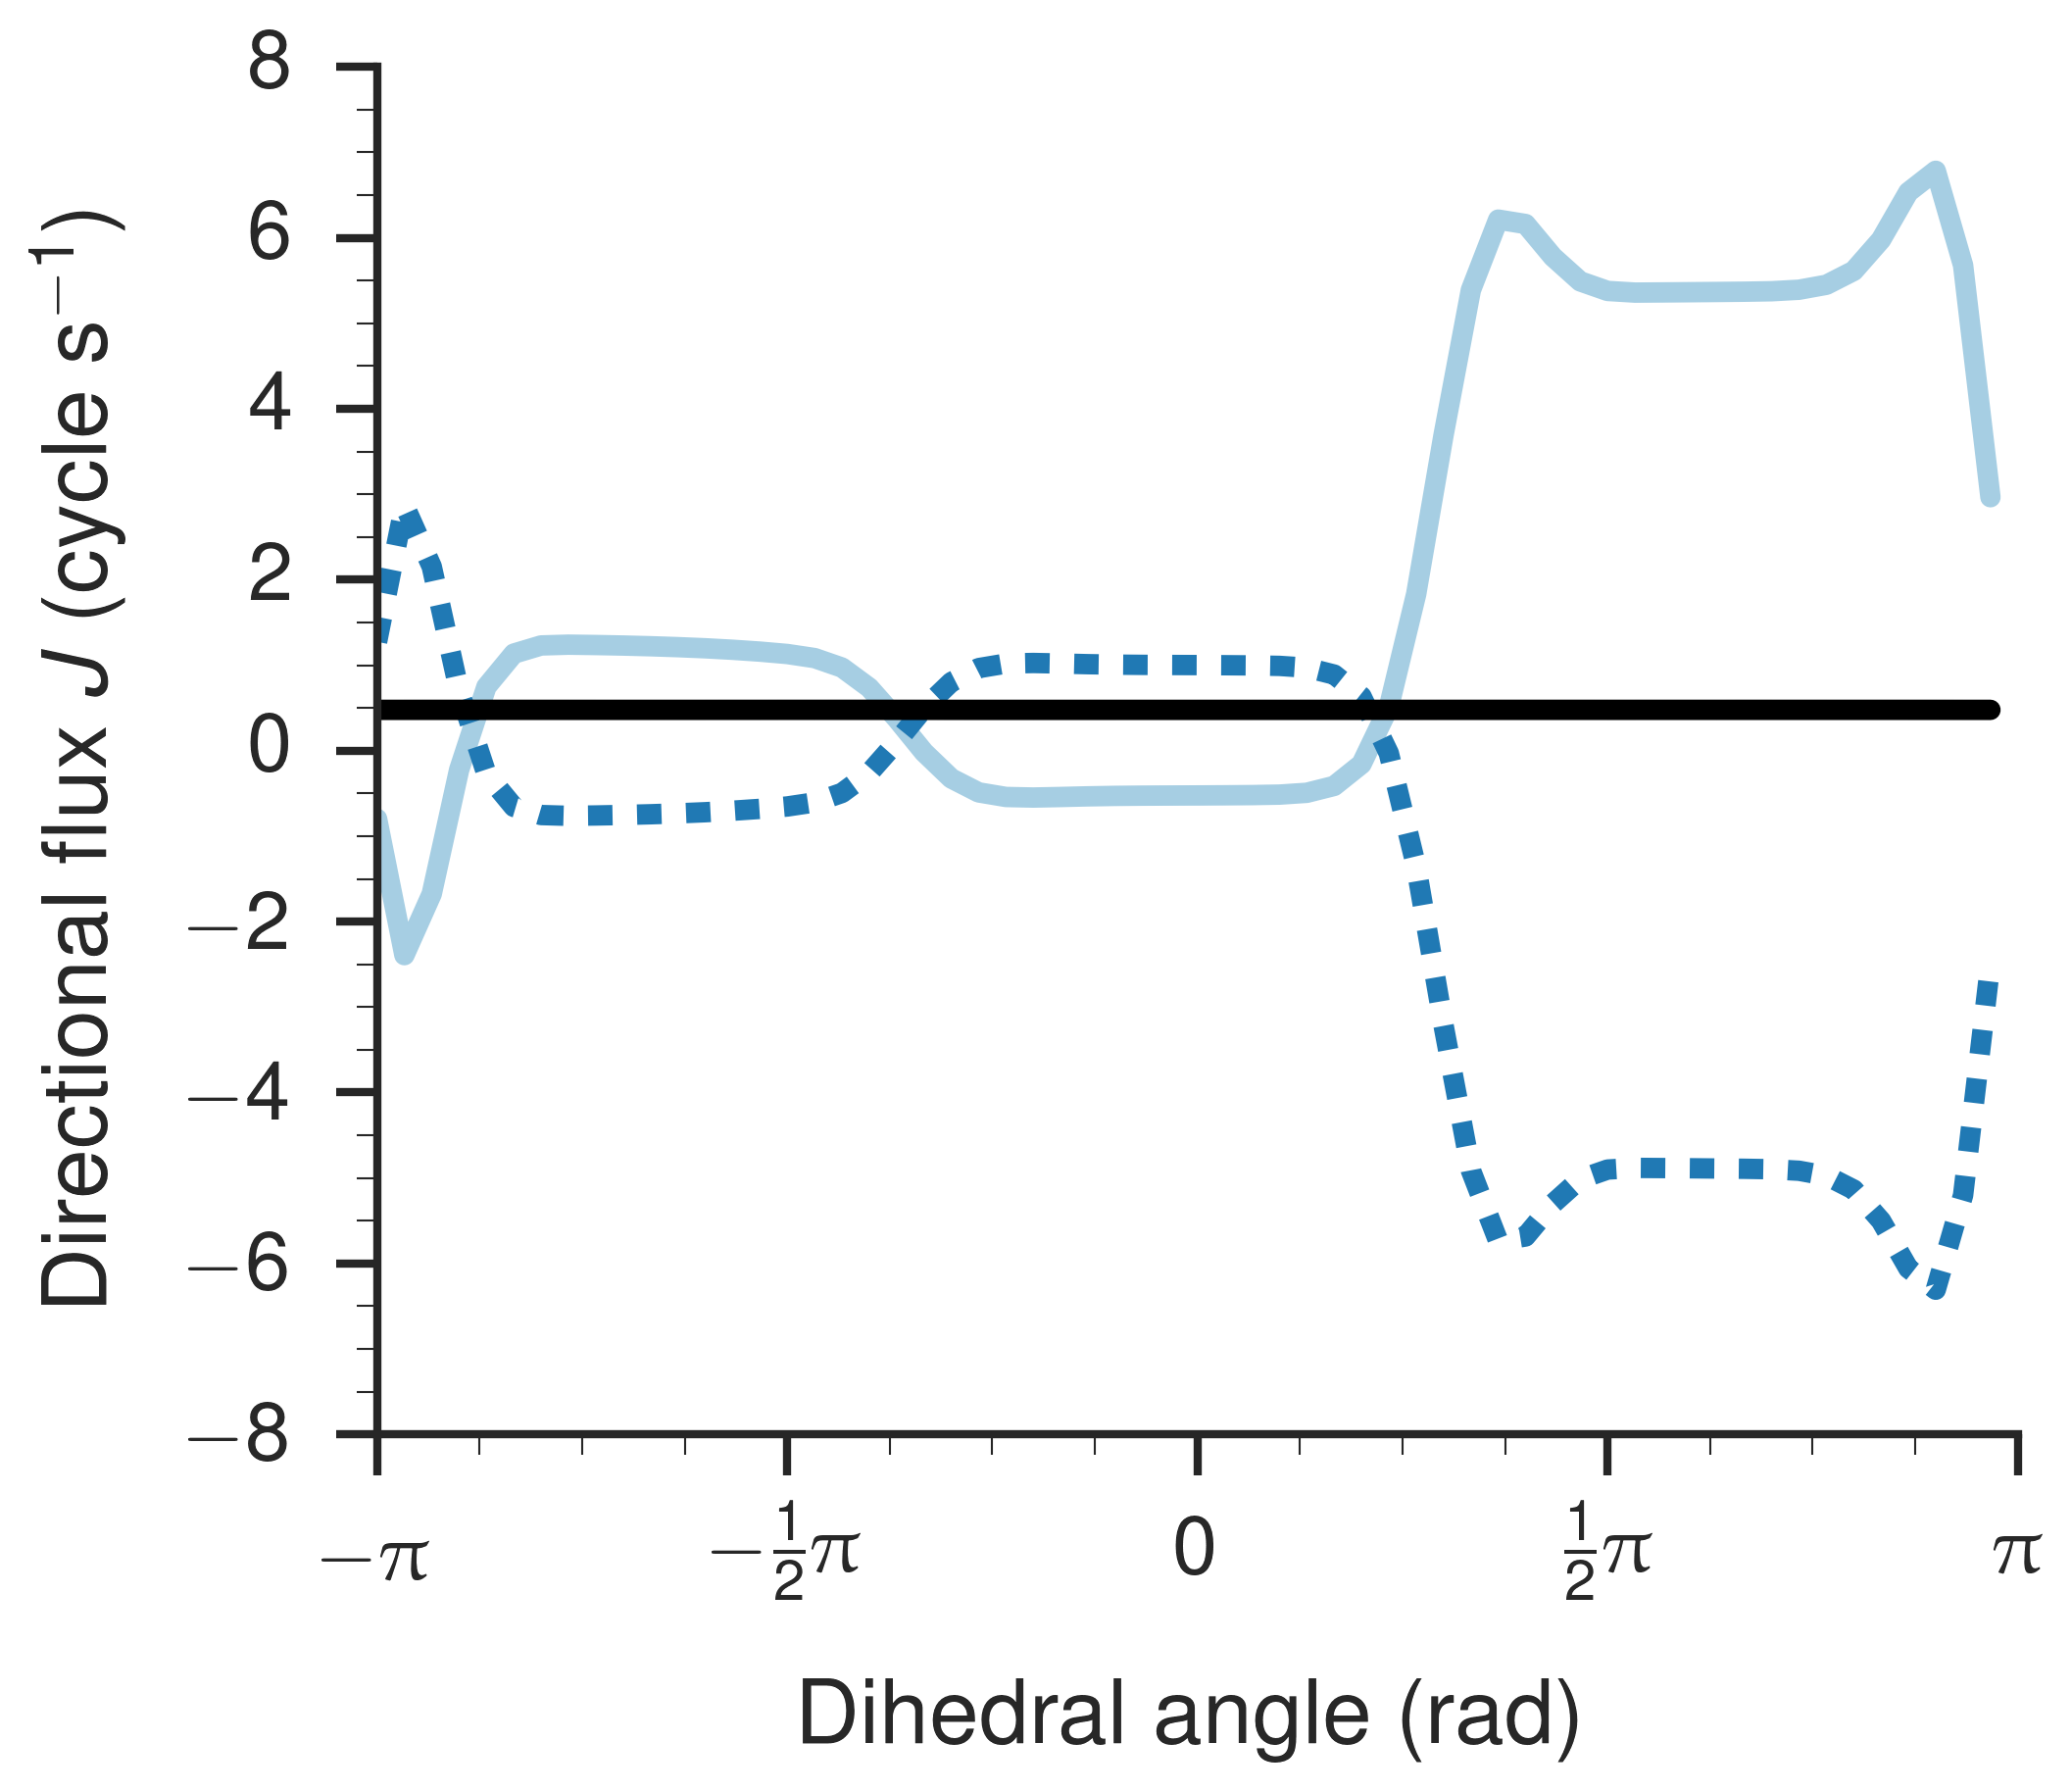 Directional flux J (cycle s⁻¹)
8
6
4
2
0
−2
−4
−6
−8
−π
−1/2π
0
1/2π
π
Dihedral angle (rad)